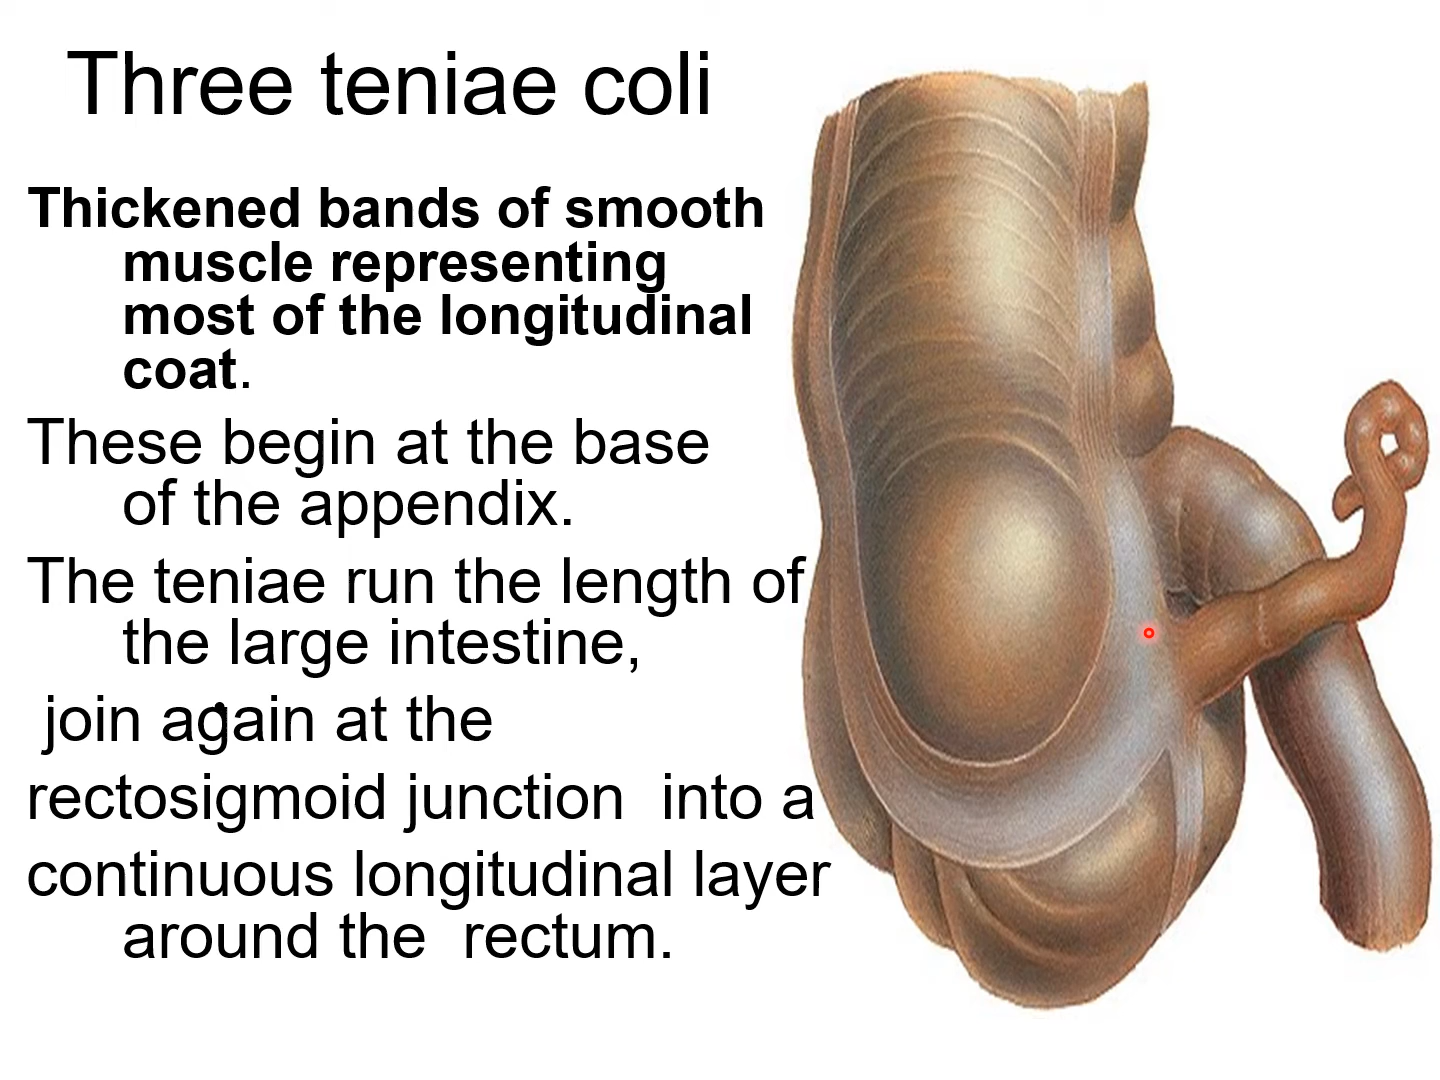 Three teniae coli
Thickened bands of smooth
muscle representing
most of the longitudinal
coat.
These begin at the base
of the appendix.
The teniae run the length of
the large intestine,
join again at the
rectosigmoid junction  into a
continuous longitudinal layer
around the  rectum.